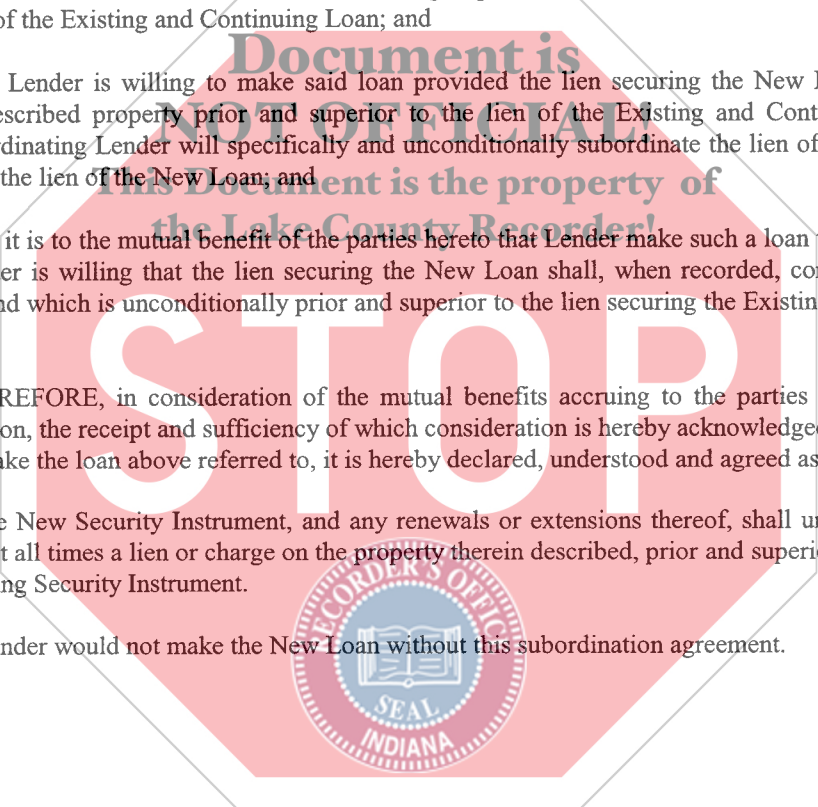 of the Existing and Continuing Loan; and
Document is
Lender is willing to make said loan provided the lien securing the New
escribed property prior and superior to the lien of the Existing and Cont
NOT OFFICIAL!
rdinating Lender will specifically and unconditionally subordinate the lien of
the lien of the New Loan; and
This Document is the property of
the Lake County Recorder!
it is to the mutual benefit of the parties hereto that Lender make such a loan
er is willing that the lien securing the New Loan shall, when recorded, co
nd which is unconditionally prior and superior to the lien securing the Existin
STOP
REFORE, in consideration of the mutual benefits accruing to the parties
on, the receipt and sufficiency of which consideration is hereby acknowledge
ake the loan above referred to, it is hereby declared, understood and agreed as
e New Security Instrument, and any renewals or extensions thereof, shall u
t all times a lien or charge on the property therein described, prior and superi
ng Security Instrument.
RECORDER'S OFFIC
nder would not make the New Loan without this subordination agreement.
SEAL
INDIANA